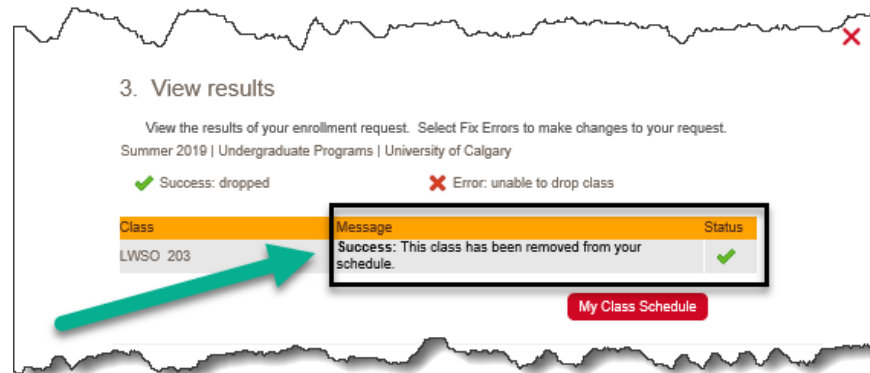 3. View results
View the results of your enrollment request. Select Fix Errors to make changes to your request.
Summer 2019 | Undergraduate Programs | University of Calgary
Success: dropped
Error: unable to drop class
Class Message Status
LWSO 203 Success: This class has been removed from your
schedule.
My Class Schedule